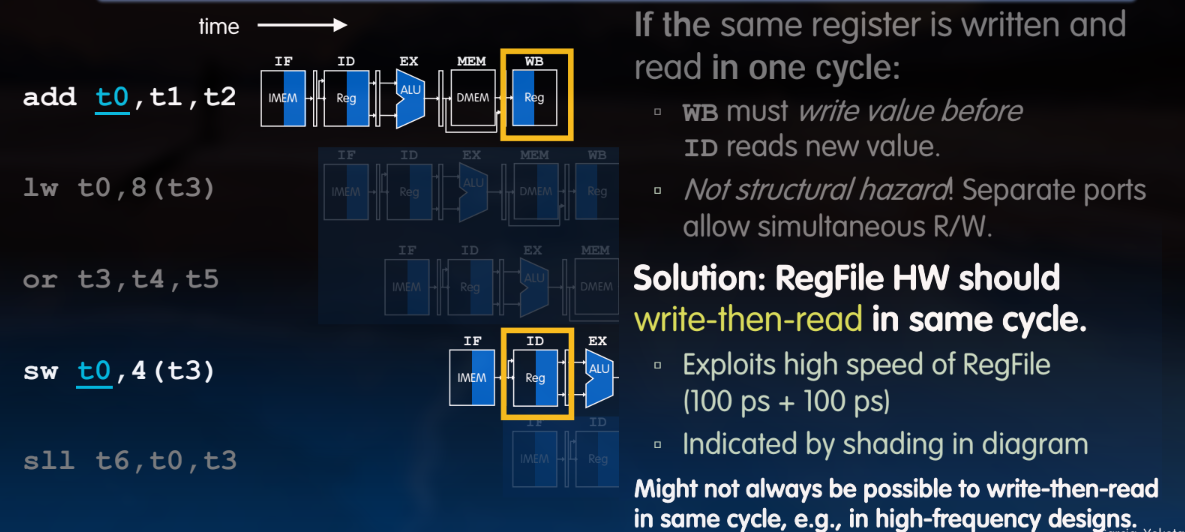 time
If the same register is written and
read in one cycle:
WB must write value before
ID reads new value.
Not structural hazard! Separate ports
allow simultaneous R/W.
Solution: RegFile HW should
write-then-read in same cycle.
Exploits high speed of RegFile
(100 ps + 100 ps)
Indicated by shading in diagram
Might not always be possible to write-then-read
in same cycle, e.g., in high-frequency designs.
IF ID EX MEM WB
add t0,t1,t2 IMEM Reg ALU DMEM Reg
IF ID EX MEM WB
lw t0,8(t3) IMEM Reg ALU DMEM Reg
IF ID EX MEM
or t3,t4,t5 IMEM Reg ALU DMEM
IF ID EX
sw t0,4(t3) IMEM Reg ALU
IF ID
sll t6,t0,t3 IMEM Reg